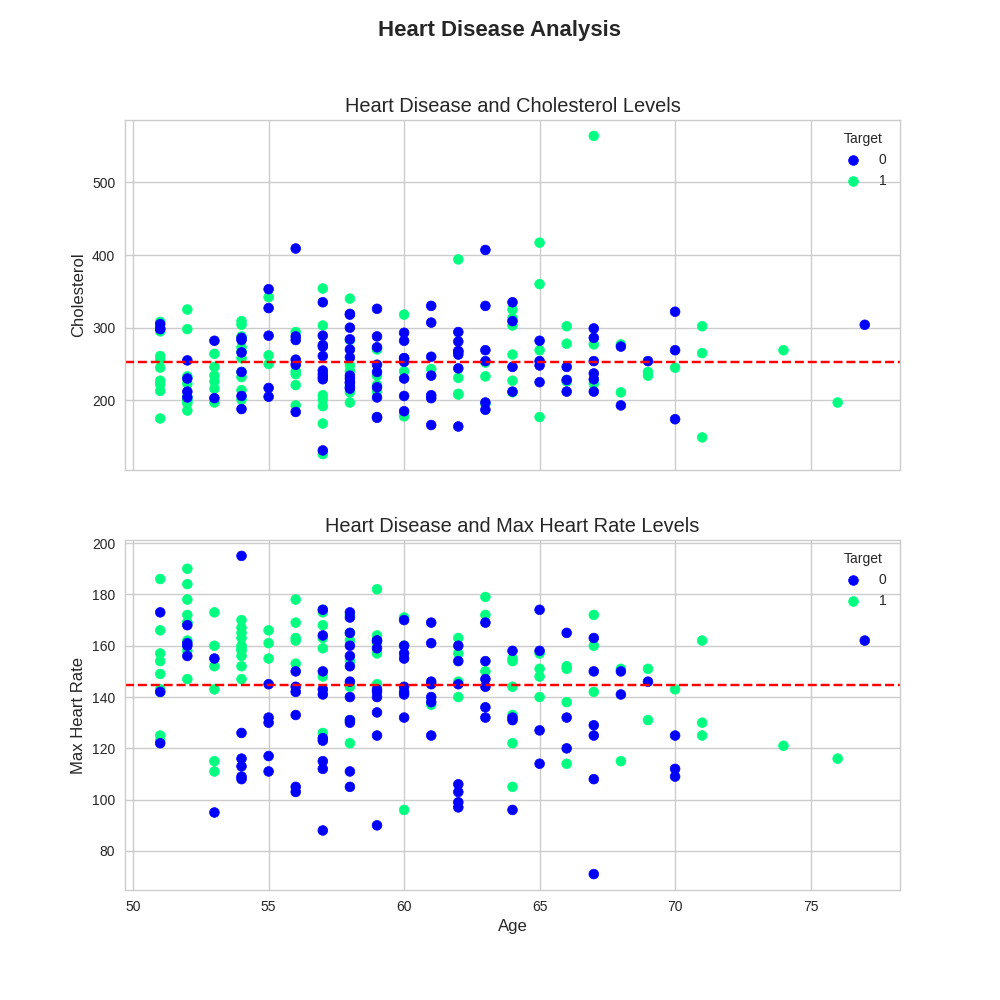 Heart Disease Analysis
Heart Disease and Cholesterol Levels
Target
0
1
500
400
300
200
Cholesterol
Heart Disease and Max Heart Rate Levels
Target
0
1
200
180
160
140
120
100
80
Max Heart Rate
50 55 60 65 70 75
Age